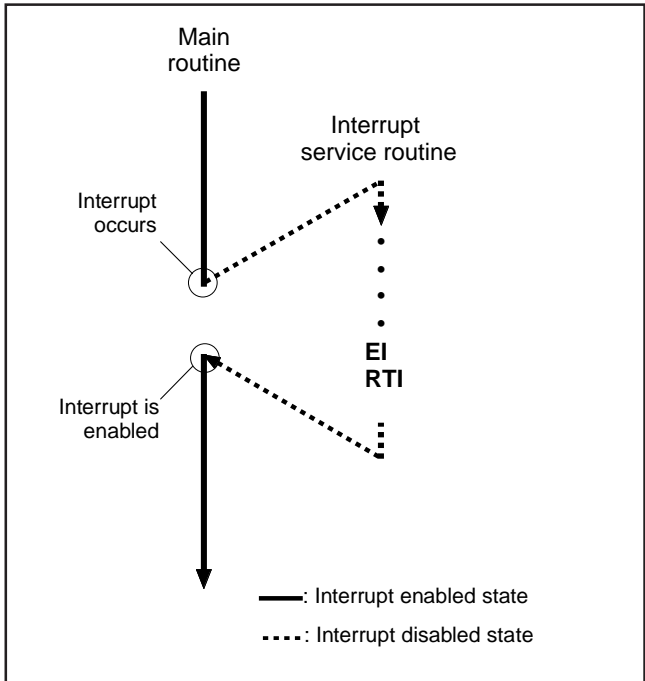 Main
routine
Interrupt
service routine
Interrupt
occurs
EI
RTI
Interrupt is
enabled
: Interrupt enabled state
: Interrupt disabled state